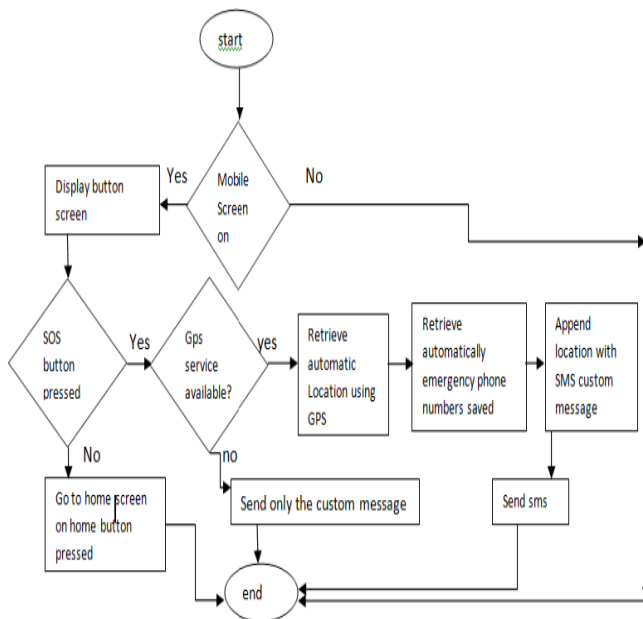 start
Mobile
Screen
on
Yes
No
Display button
screen
SOS
button
pressed
Yes
Gps
service
available?
yes
Retrieve
automatic
Location using
GPS
Retrieve
automatically
emergency phone
numbers saved
Append
location with
SMS custom
message
No
no
Go to home screen
on home button
pressed
Send only the custom message
Send sms
end